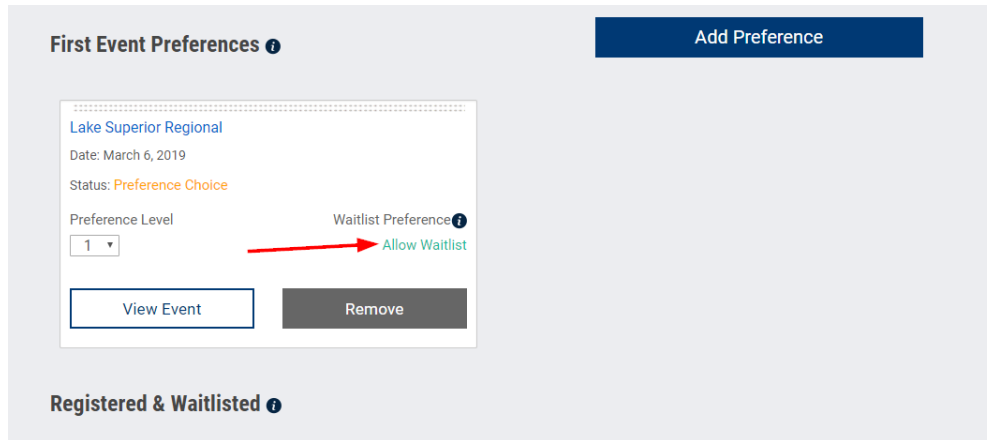 First Event Preferences
Add Preference
Lake Superior Regional
Date: March 6, 2019
Status: Preference Choice
Preference Level
Waitlist Preference
1
Allow Waitlist
View Event
Remove
Registered & Waitlisted